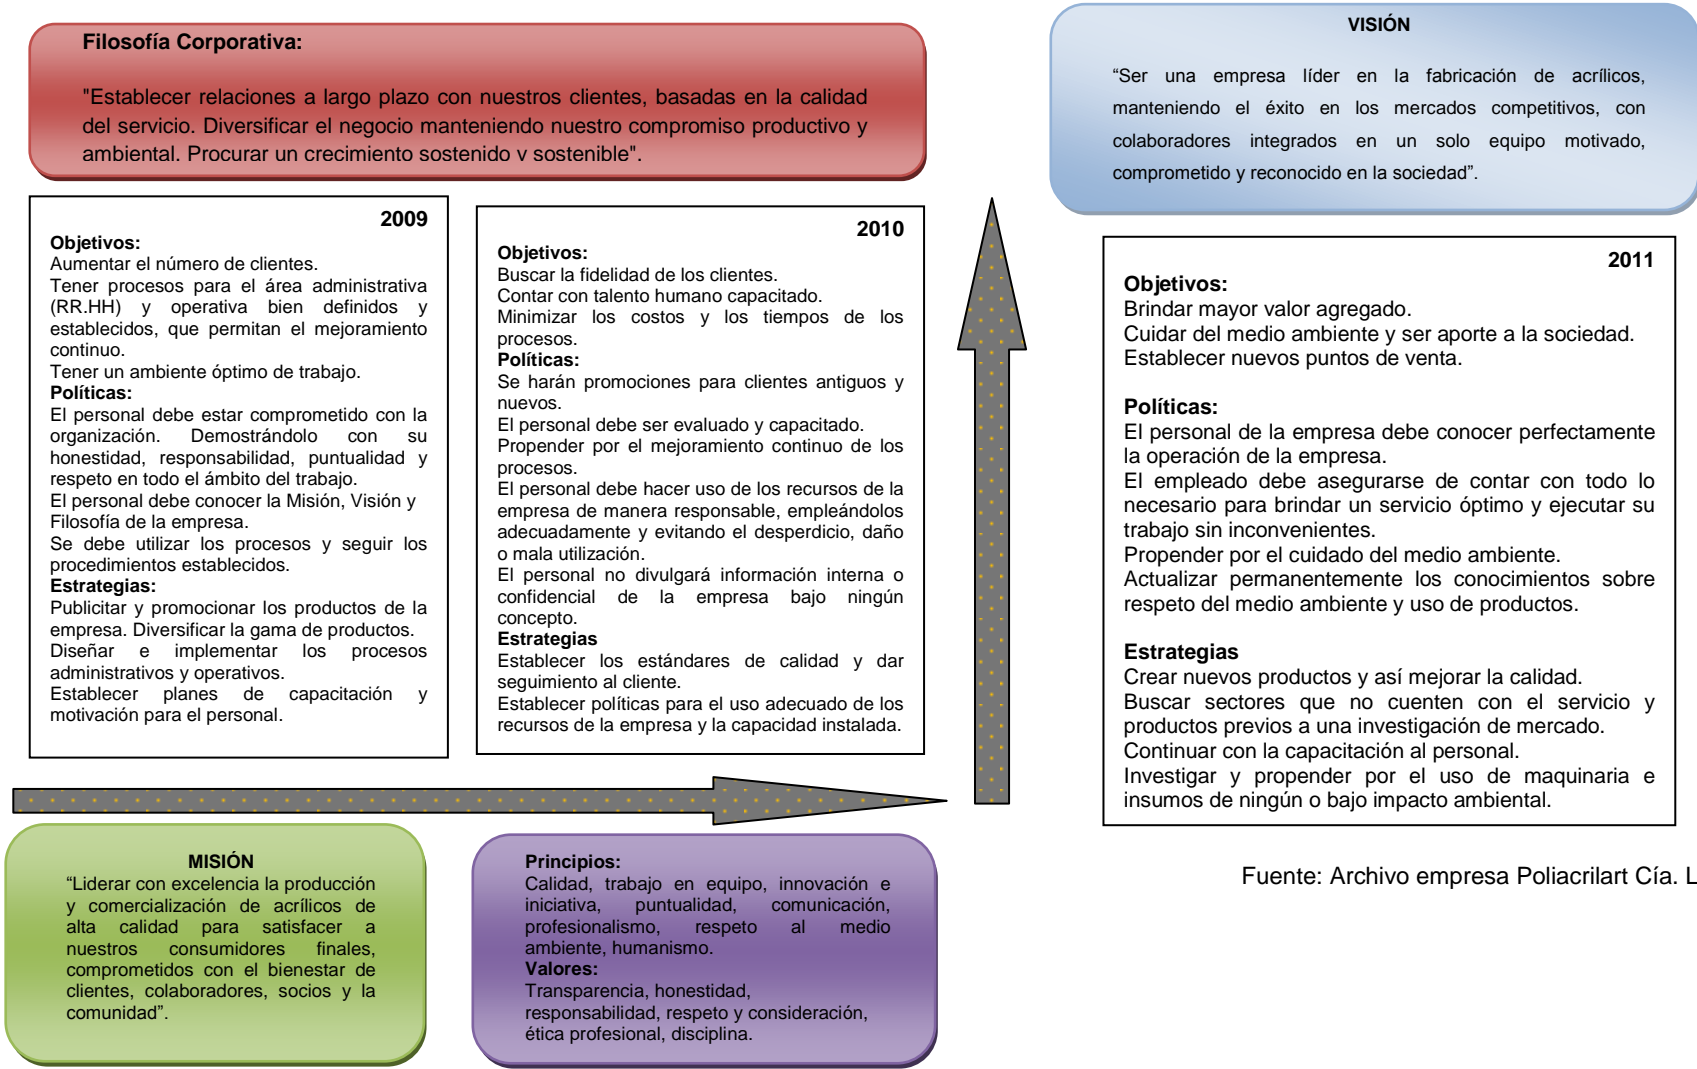 Filosofía Corporativa:
"Establecer relaciones a largo plazo con nuestros clientes, basadas en la calidad
del servicio. Diversificar el negocio manteniendo nuestro compromiso productivo y
ambiental. Procurar un crecimiento sostenido v sostenible".
VISIÓN
“Ser una empresa líder en la fabricación de acrílicos,
manteniendo el éxito en los mercados competitivos, con
colaboradores integrados en un solo equipo motivado,
comprometido y reconocido en la sociedad”.
2009
Objetivos:
Aumentar el número de clientes.
Tener procesos para el área administrativa
(RR.HH) y operativa bien definidos y
establecidos, que permitan el mejoramiento
continuo.
Tener un ambiente óptimo de trabajo.
Políticas:
El personal debe estar comprometido con la
organización. Demostrándolo con su
honestidad, responsabilidad, puntualidad y
respeto en todo el ámbito del trabajo.
El personal debe conocer la Misión, Visión y
Filosofía de la empresa.
Se debe utilizar los procesos y seguir los
procedimientos establecidos.
Estrategias:
Publicitar y promocionar los productos de la
empresa. Diversificar la gama de productos.
Diseñar e implementar los procesos
administrativos y operativos.
Establecer planes de capacitación y
motivación para el personal.
2010
Objetivos:
Buscar la fidelidad de los clientes.
Contar con talento humano capacitado.
Minimizar los costos y los tiempos de los
procesos.
Políticas:
Se harán promociones para clientes antiguos y
nuevos.
El personal debe ser evaluado y capacitado.
Propender por el mejoramiento continuo de los
procesos.
El personal debe hacer uso de los recursos de la
empresa de manera responsable, empleándolos
adecuadamente y evitando el desperdicio, daño
o mala utilización.
El personal no divulgará información interna o
confidencial de la empresa bajo ningún
concepto.
Estrategias
Establecer los estándares de calidad y dar
seguimiento al cliente.
Establecer políticas para el uso adecuado de los
recursos de la empresa y la capacidad instalada.
2011
Objetivos:
Brindar mayor valor agregado.
Cuidar del medio ambiente y ser aporte a la sociedad.
Establecer nuevos puntos de venta.
Políticas:
El personal de la empresa debe conocer perfectamente
la operación de la empresa.
El empleado debe asegurarse de contar con todo lo
necesario para brindar un servicio óptimo y ejecutar su
trabajo sin inconvenientes.
Propender por el cuidado del medio ambiente.
Actualizar permanentemente los conocimientos sobre
respeto del medio ambiente y uso de productos.
Estrategias
Crear nuevos productos y así mejorar la calidad.
Buscar sectores que no cuenten con el servicio y
productos previos a una investigación de mercado.
Continuar con la capacitación al personal.
Investigar y propender por el uso de maquinaria e
insumos de ningún o bajo impacto ambiental.
MISIÓN
“Liderar con excelencia la producción
y comercialización de acrílicos de
alta calidad para satisfacer a
nuestros consumidores finales,
comprometidos con el bienestar de
clientes, colaboradores, socios y la
comunidad”.
Principios:
Calidad, trabajo en equipo, innovación e
iniciativa, puntualidad, comunicación,
profesionalismo, respeto al medio
ambiente, humanismo.
Valores:
Transparencia, honestidad,
responsabilidad, respeto y consideración,
ética profesional, disciplina.
Fuente: Archivo empresa Poliacrilart Cía. L